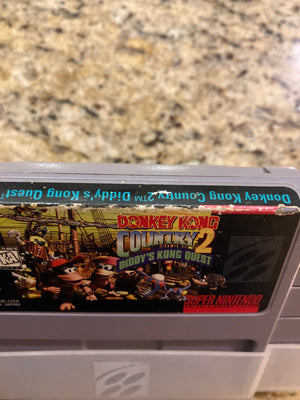 Donkey Kong Country 2™ Diddy's Kong Quest
DONKEY KONG
COUNTRY 2
DIDDY'S KONG QUEST
K-A
SUPER NINTENDO